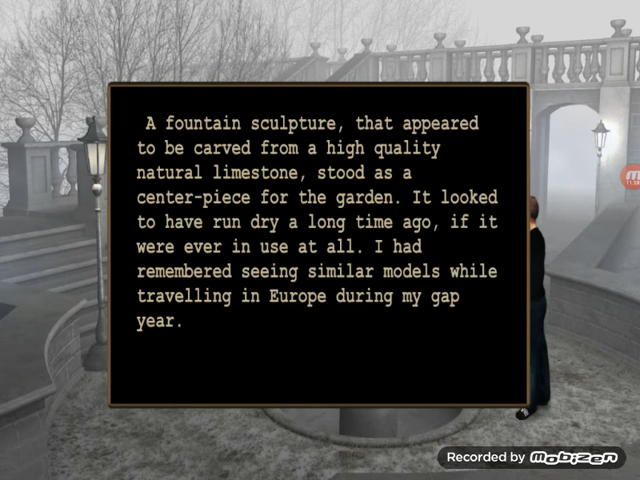 A fountain sculpture, that appeared
to be carved from a high quality
natural limestone, stood as a
center-piece for the garden. It looked
to have run dry a long time ago, if it
were ever in use at all. I had
remembered seeing similar models while
travelling in Europe during my gap
year.
Recorded by mobizen